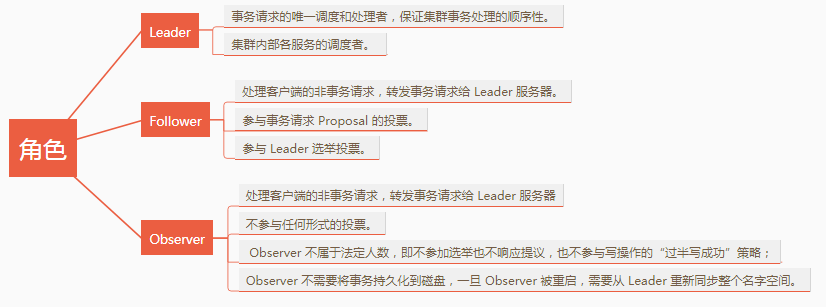 角色
Leader
事务请求的唯一调度和处理者，保证集群事务处理的顺序性。
集群内部各服务的调度者。
Follower
处理客户端的非事务请求，转发事务请求给 Leader 服务器。
参与事务请求 Proposal 的投票。
参与 Leader 选举投票。
Observer
处理客户端的非事务请求，转发事务请求给 Leader 服务器
不参与任何形式的投票。
Observer 不属于法定人数，即不参加选举也不响应提议，也不参与写操作的“过半写成功”策略；
Observer 不需要将事务持久化到磁盘，一旦 Observer 被重启，需要从 Leader 重新同步整个名字空间。